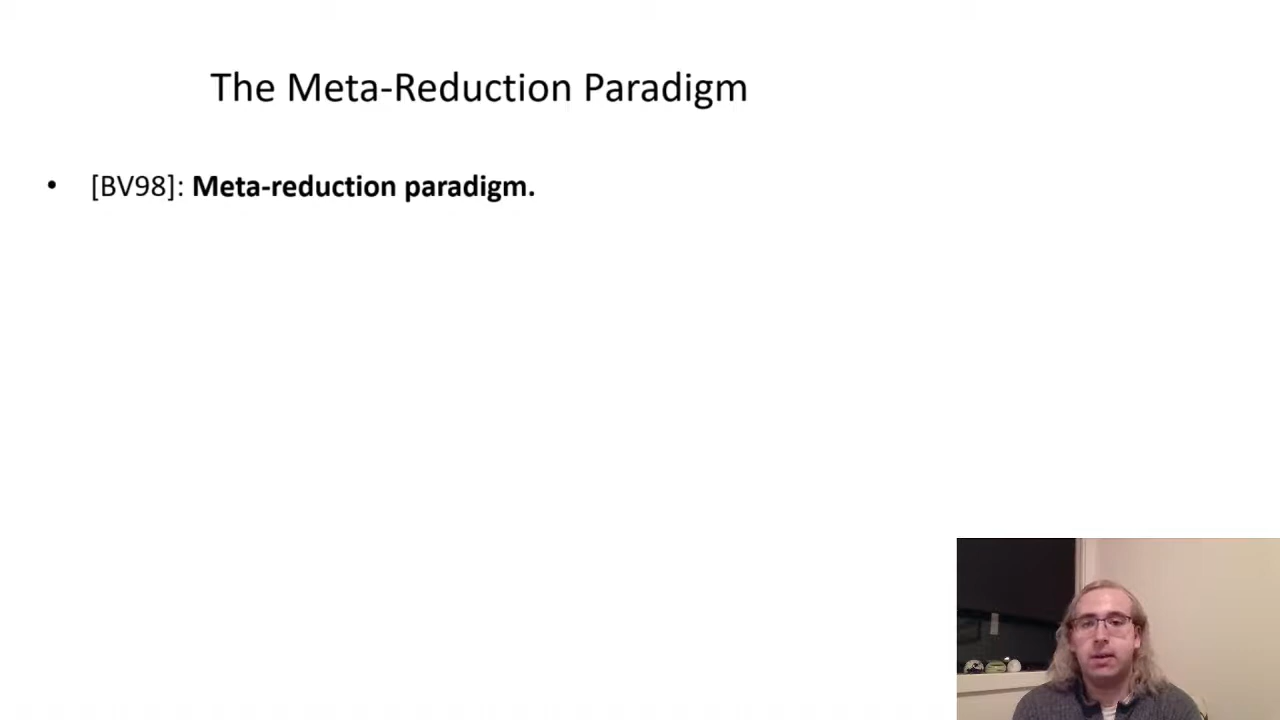 The Meta-Reduction Paradigm
• [BV98]: Meta-reduction paradigm.